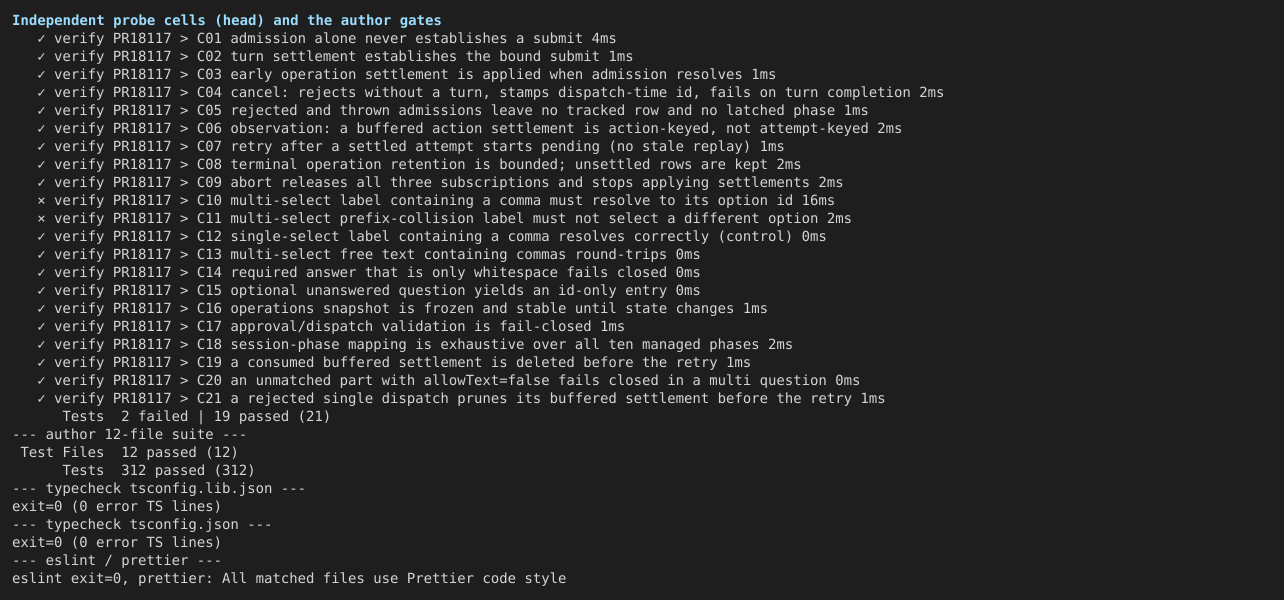 Independent probe cells (head) and the author gates
✓ verify PR18117 > C01 admission alone never establishes a submit 4ms
✓ verify PR18117 > C02 turn settlement establishes the bound submit 1ms
✓ verify PR18117 > C03 early operation settlement is applied when admission resolves 1ms
✓ verify PR18117 > C04 cancel: rejects without a turn, stamps dispatch-time id, fails on turn completion 2ms
✓ verify PR18117 > C05 rejected and thrown admissions leave no tracked row and no latched phase 1ms
✓ verify PR18117 > C06 observation: a buffered action settlement is action-keyed, not attempt-keyed 2ms
✓ verify PR18117 > C07 retry after a settled attempt starts pending (no stale replay) 1ms
✓ verify PR18117 > C08 terminal operation retention is bounded; unsettled rows are kept 2ms
✓ verify PR18117 > C09 abort releases all three subscriptions and stops applying settlements 2ms
× verify PR18117 > C10 multi-select label containing a comma must resolve to its option id 16ms
× verify PR18117 > C11 multi-select prefix-collision label must not select a different option 2ms
✓ verify PR18117 > C12 single-select label containing a comma resolves correctly (control) 0ms
✓ verify PR18117 > C13 multi-select free text containing commas round-trips 0ms
✓ verify PR18117 > C14 required answer that is only whitespace fails closed 0ms
✓ verify PR18117 > C15 optional unanswered question yields an id-only entry 0ms
✓ verify PR18117 > C16 operations snapshot is frozen and stable until state changes 1ms
✓ verify PR18117 > C17 approval/dispatch validation is fail-closed 1ms
✓ verify PR18117 > C18 session-phase mapping is exhaustive over all ten managed phases 2ms
✓ verify PR18117 > C19 a consumed buffered settlement is deleted before the retry 1ms
✓ verify PR18117 > C20 an unmatched part with allowText=false fails closed in a multi question 0ms
✓ verify PR18117 > C21 a rejected single dispatch prunes its buffered settlement before the retry 1ms
Tests  2 failed | 19 passed (21)
--- author 12-file suite ---
Test Files  12 passed (12)
Tests  312 passed (312)
--- typecheck tsconfig.lib.json ---
exit=0 (0 error TS lines)
--- typecheck tsconfig.json ---
exit=0 (0 error TS lines)
--- eslint / prettier ---
eslint exit=0, prettier: All matched files use Prettier code style